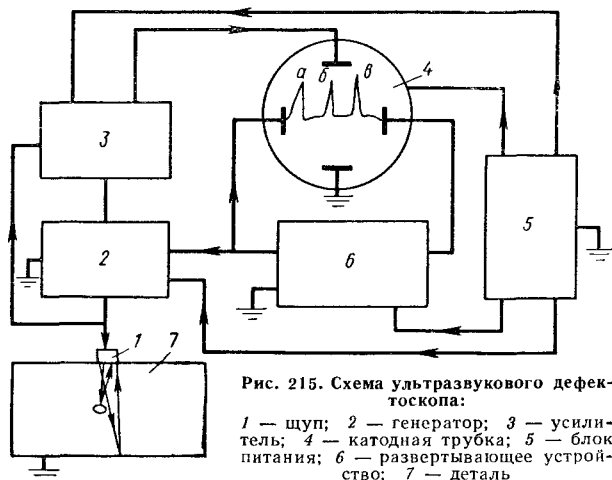 а б в
4
3
2
6
5
1
7
Рис. 215. Схема ультразвукового дефек-
тоскопа:
1 — щуп; 2 — генератор; 3 — усили-
тель; 4 — катодная трубка; 5 — блок
питания; 6 — развертывающее устрой-
ство; 7 — деталь